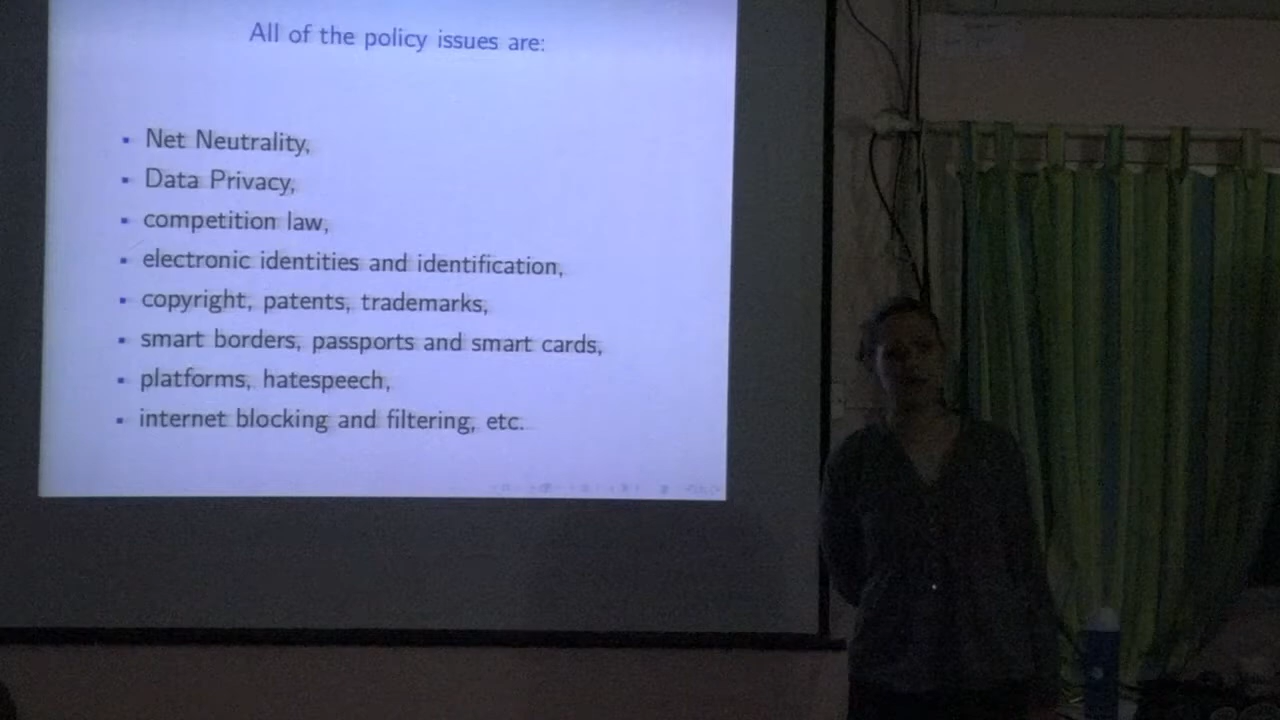 All of the policy issues are:
Net Neutrality,
Data Privacy,
competition law,
electronic identities and identification,
copyright, patents, trademarks,
smart borders, passports and smart cards,
platforms, hatespeech,
internet blocking and filtering, etc.